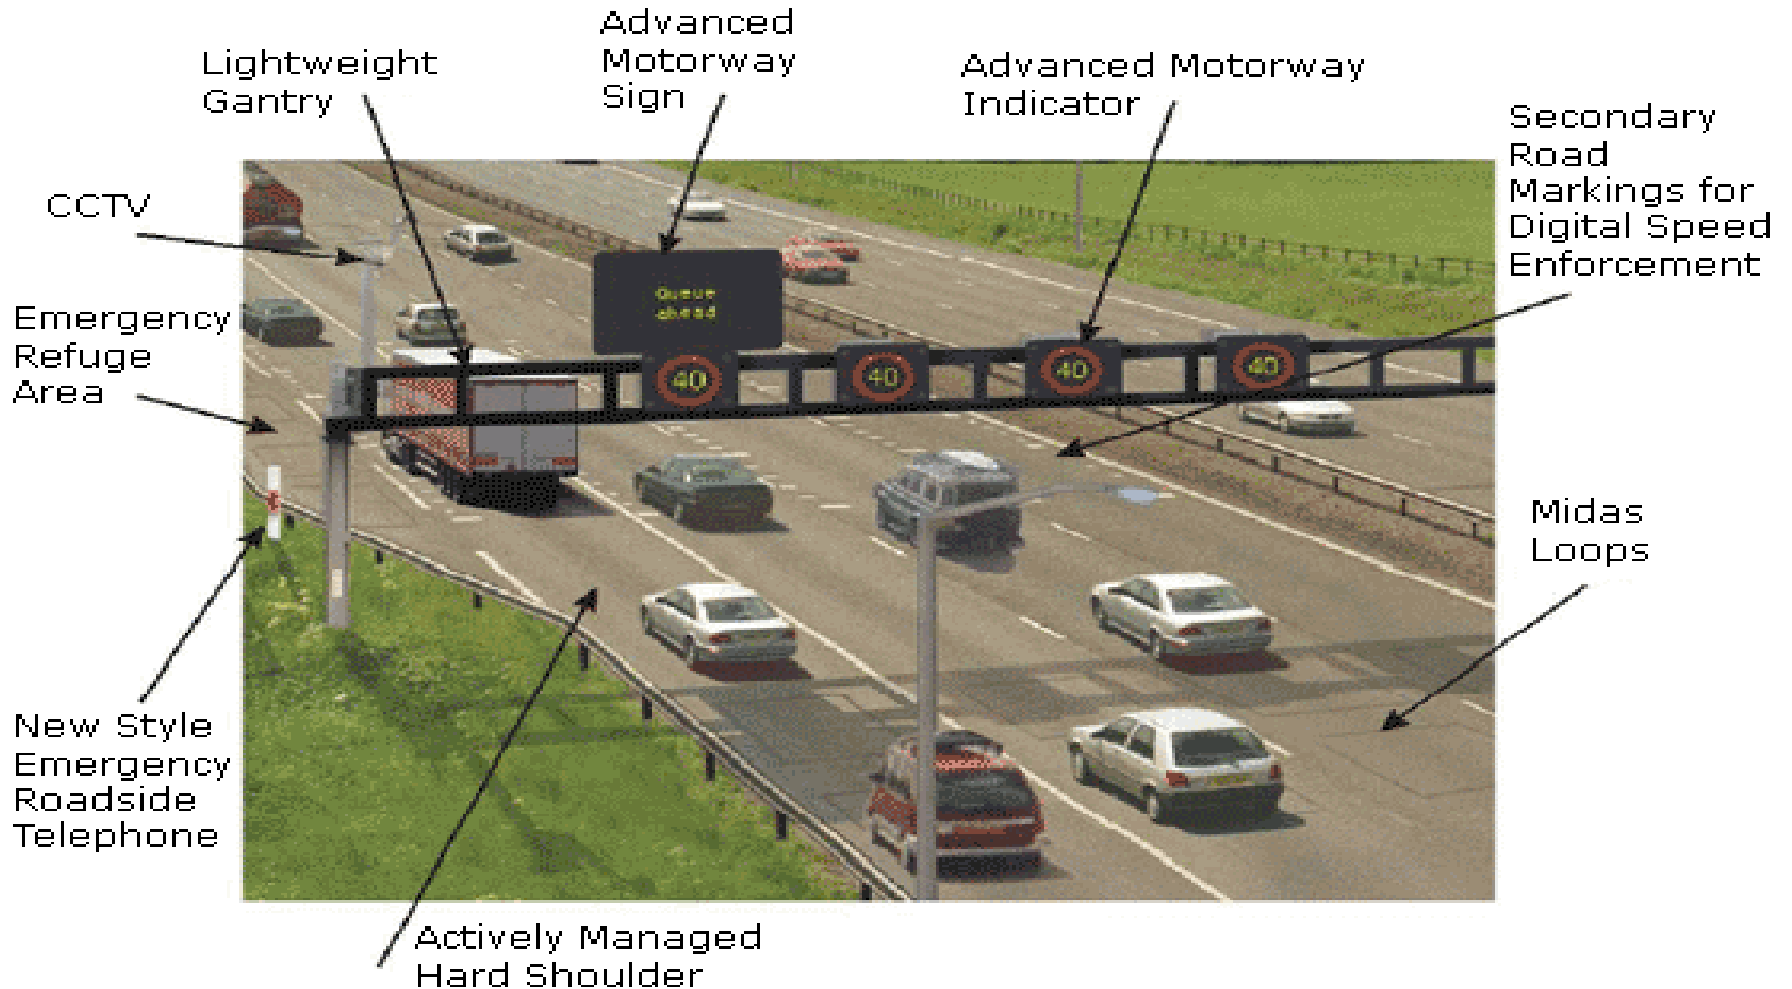 Advanced
Motorway
Sign
Lightweight
Gantry
Advanced Motorway
Indicator
Secondary
Road
Markings for
Digital Speed
Enforcement
CCTV
Queue
ahead
Emergency
Refuge
Area
40
40
40
40
Midas
Loops
New Style
Emergency
Roadside
Telephone
Actively Managed
Hard Shoulder